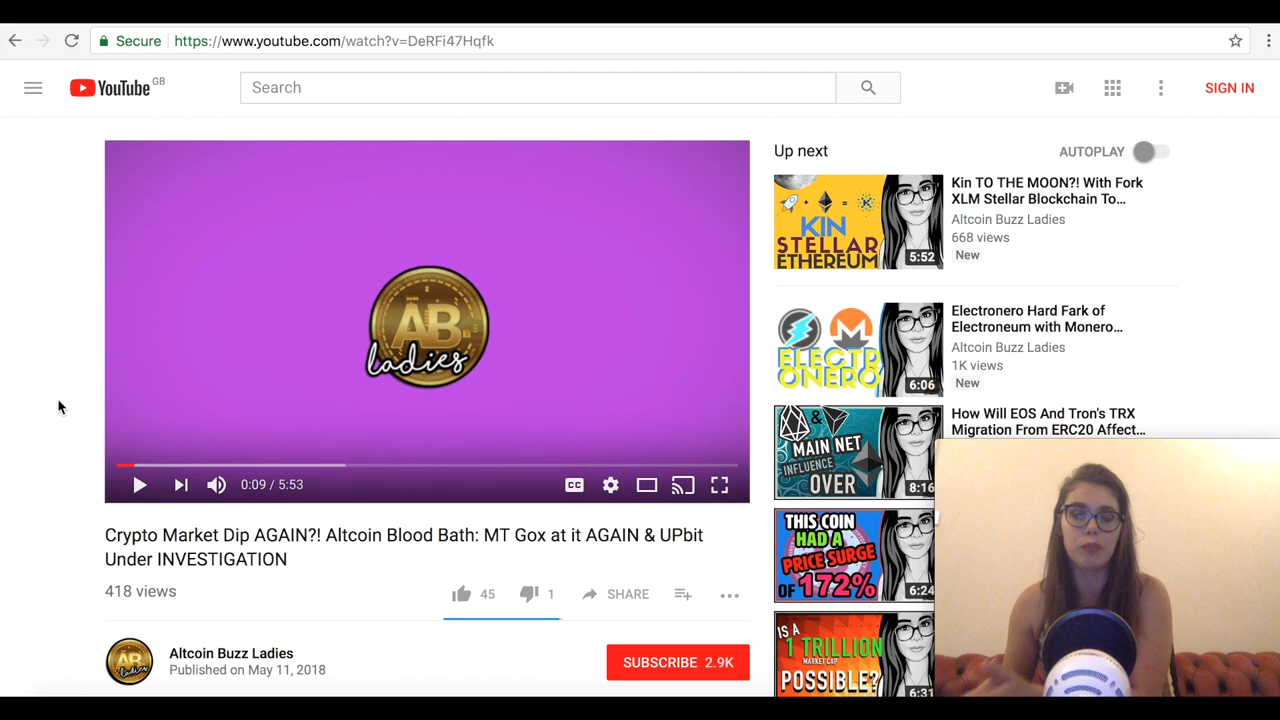 Secure https://www.youtube.com/watch?v=DeRFi47Hqfk
YouTube GB
Search
SIGN IN
AB
ladies
0:09 / 5:53
CC
Crypto Market Dip AGAIN?! Altcoin Blood Bath: MT Gox at it AGAIN & UPbit
Under INVESTIGATION
418 views
45
1
SHARE
AB
Altcoin Buzz Ladies
Published on May 11, 2018
SUBSCRIBE 2.9K
Up next
AUTOPLAY
KIN
STELLAR
ETHEREUM
5:52
Kin TO THE MOON?! With Fork
XLM Stellar Blockchain To...
Altcoin Buzz Ladies
668 views
New
ELECTR
ONERO
6:06
Electronero Hard Fark of
Electroneum with Monero...
Altcoin Buzz Ladies
1K views
New
&
MAIN NET
INFLUENCE
OVER
8:16
How Will EOS And Tron's TRX
Migration From ERC20 Affect...
THIS COIN
HAD A
PRICE SURGE
OF 172%
6:24
IS A
1 TRILLION
MARKET CAP
POSSIBLE?
6:31